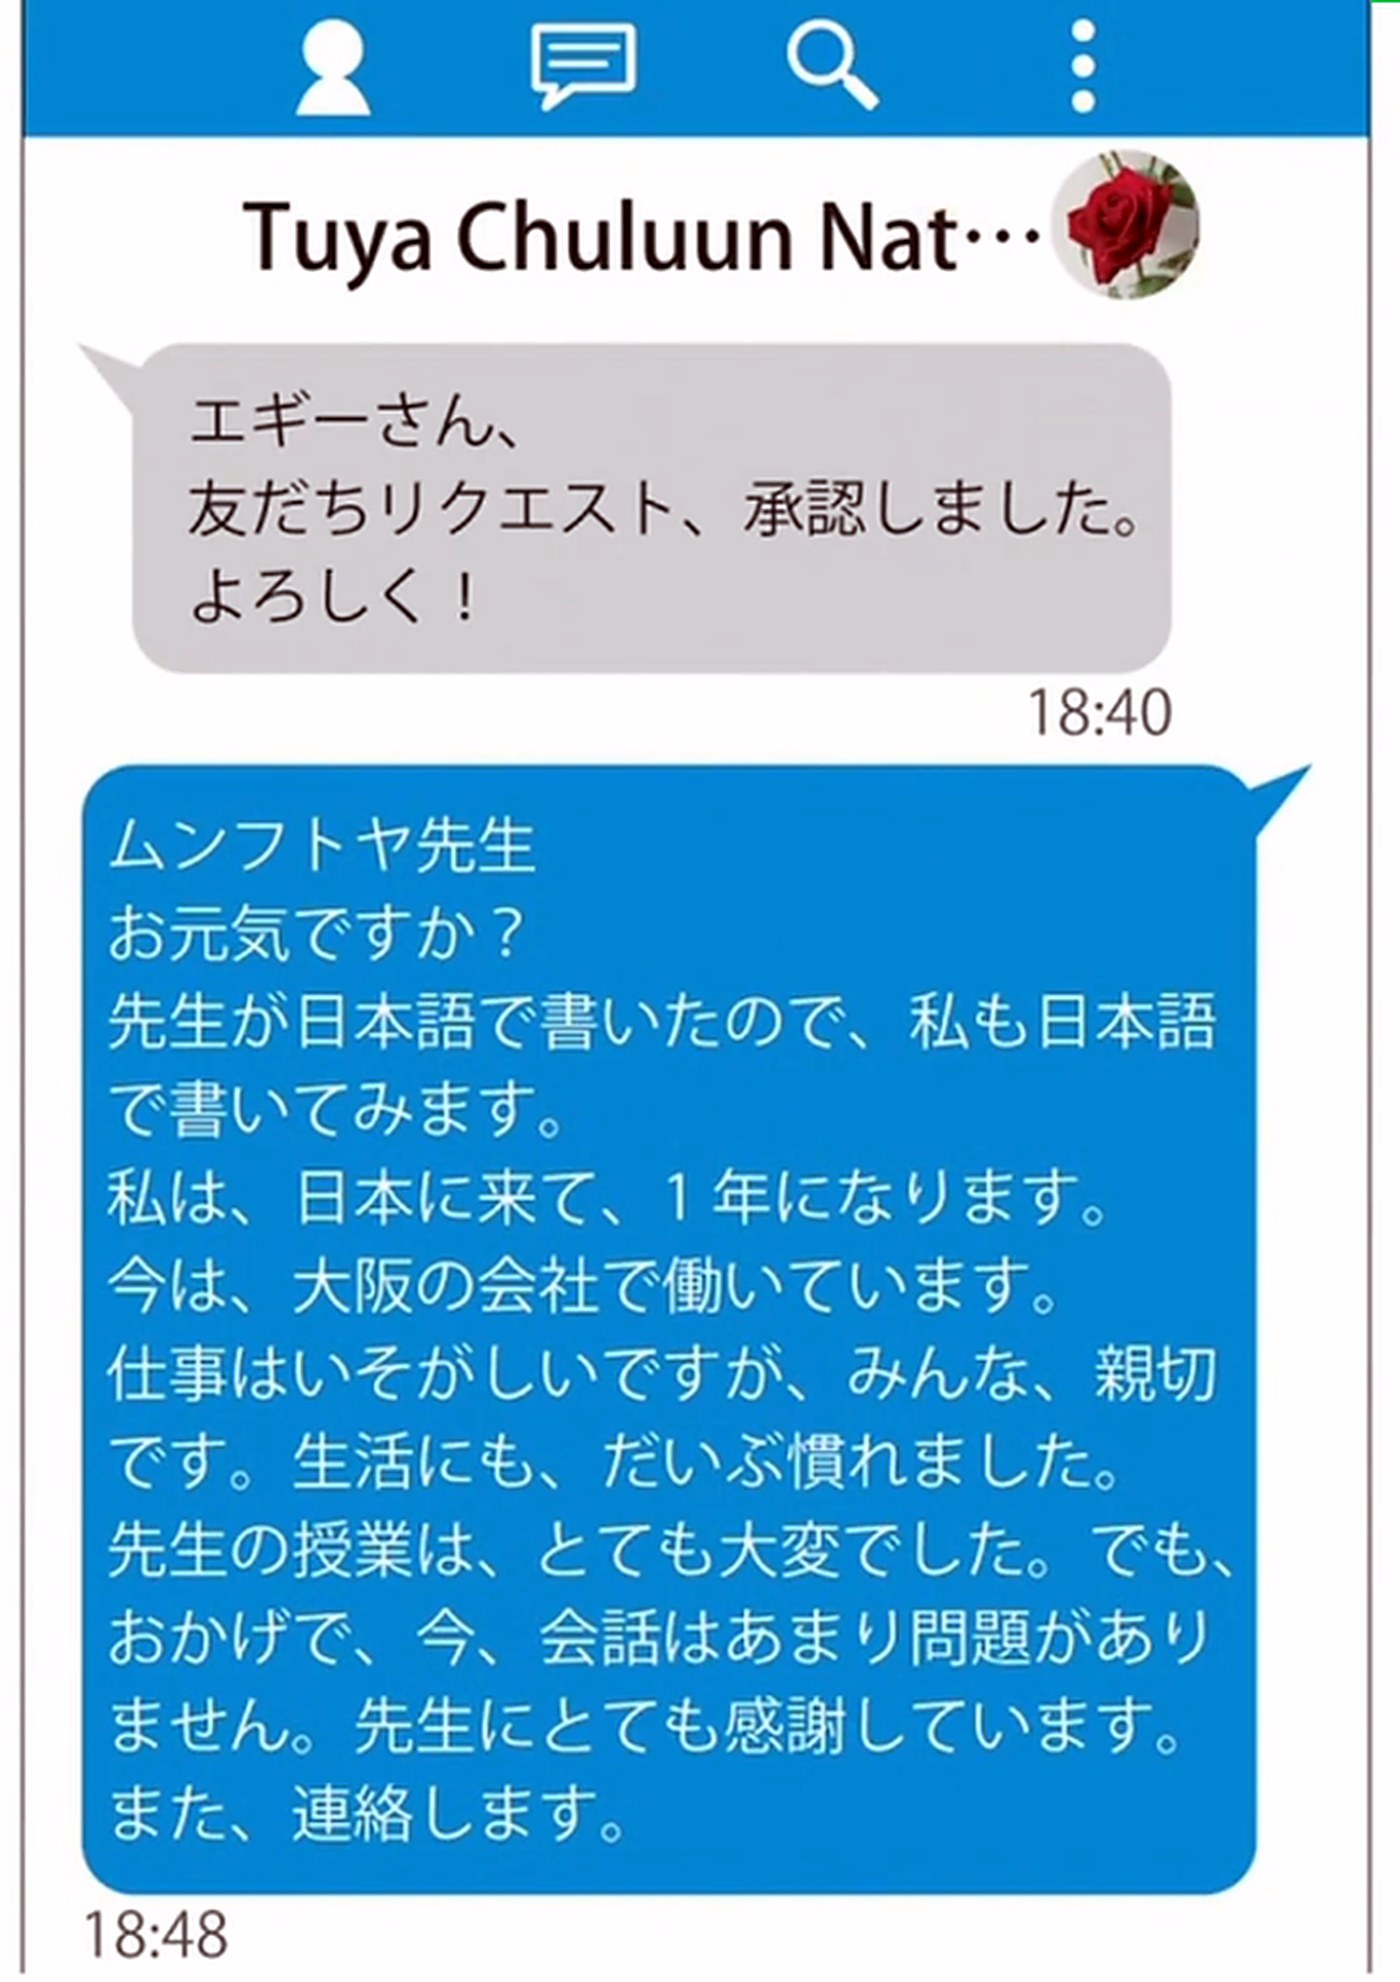 Tuya Chuluun Nat…
エギーさん、
友だちリクエスト、承認しました。
よろしく！
18:40
ムンフトヤ先生
お元気ですか？
先生が日本語で書いたので、私も日本語
で書いてみます。
私は、日本に来て、1年になります。
今は、大阪の会社で働いています。
仕事はいそがしいですが、みんな、親切
です。生活にも、だいぶ慣れました。
先生の授業は、とても大変でした。でも、
おかげで、今、会話はあまり問題があり
ません。先生にとても感謝しています。
また、連絡します。
18:48